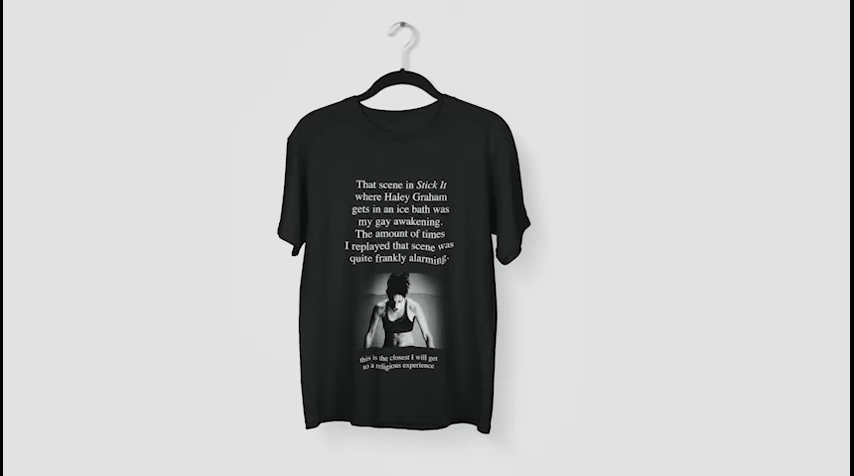 That scene in Stick It
where Haley Graham
gets in an ice bath was
my gay awakening.
The amount of times
I replayed that scene was
quite frankly alarming.
this is the closest I will get
to a religious experience